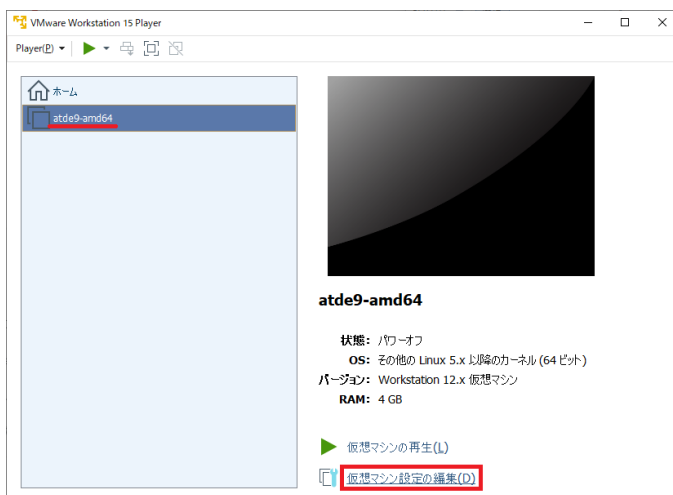 VMware Workstation 15 Player
Player(P)
ホーム
atde9-amd64
atde9-amd64
状態: パワーオフ
OS: その他の Linux 5.x 以降のカーネル (64 ビット)
バージョン: Workstation 12.x 仮想マシン
RAM: 4 GB
仮想マシンの再生(L)
仮想マシン設定の編集(D)